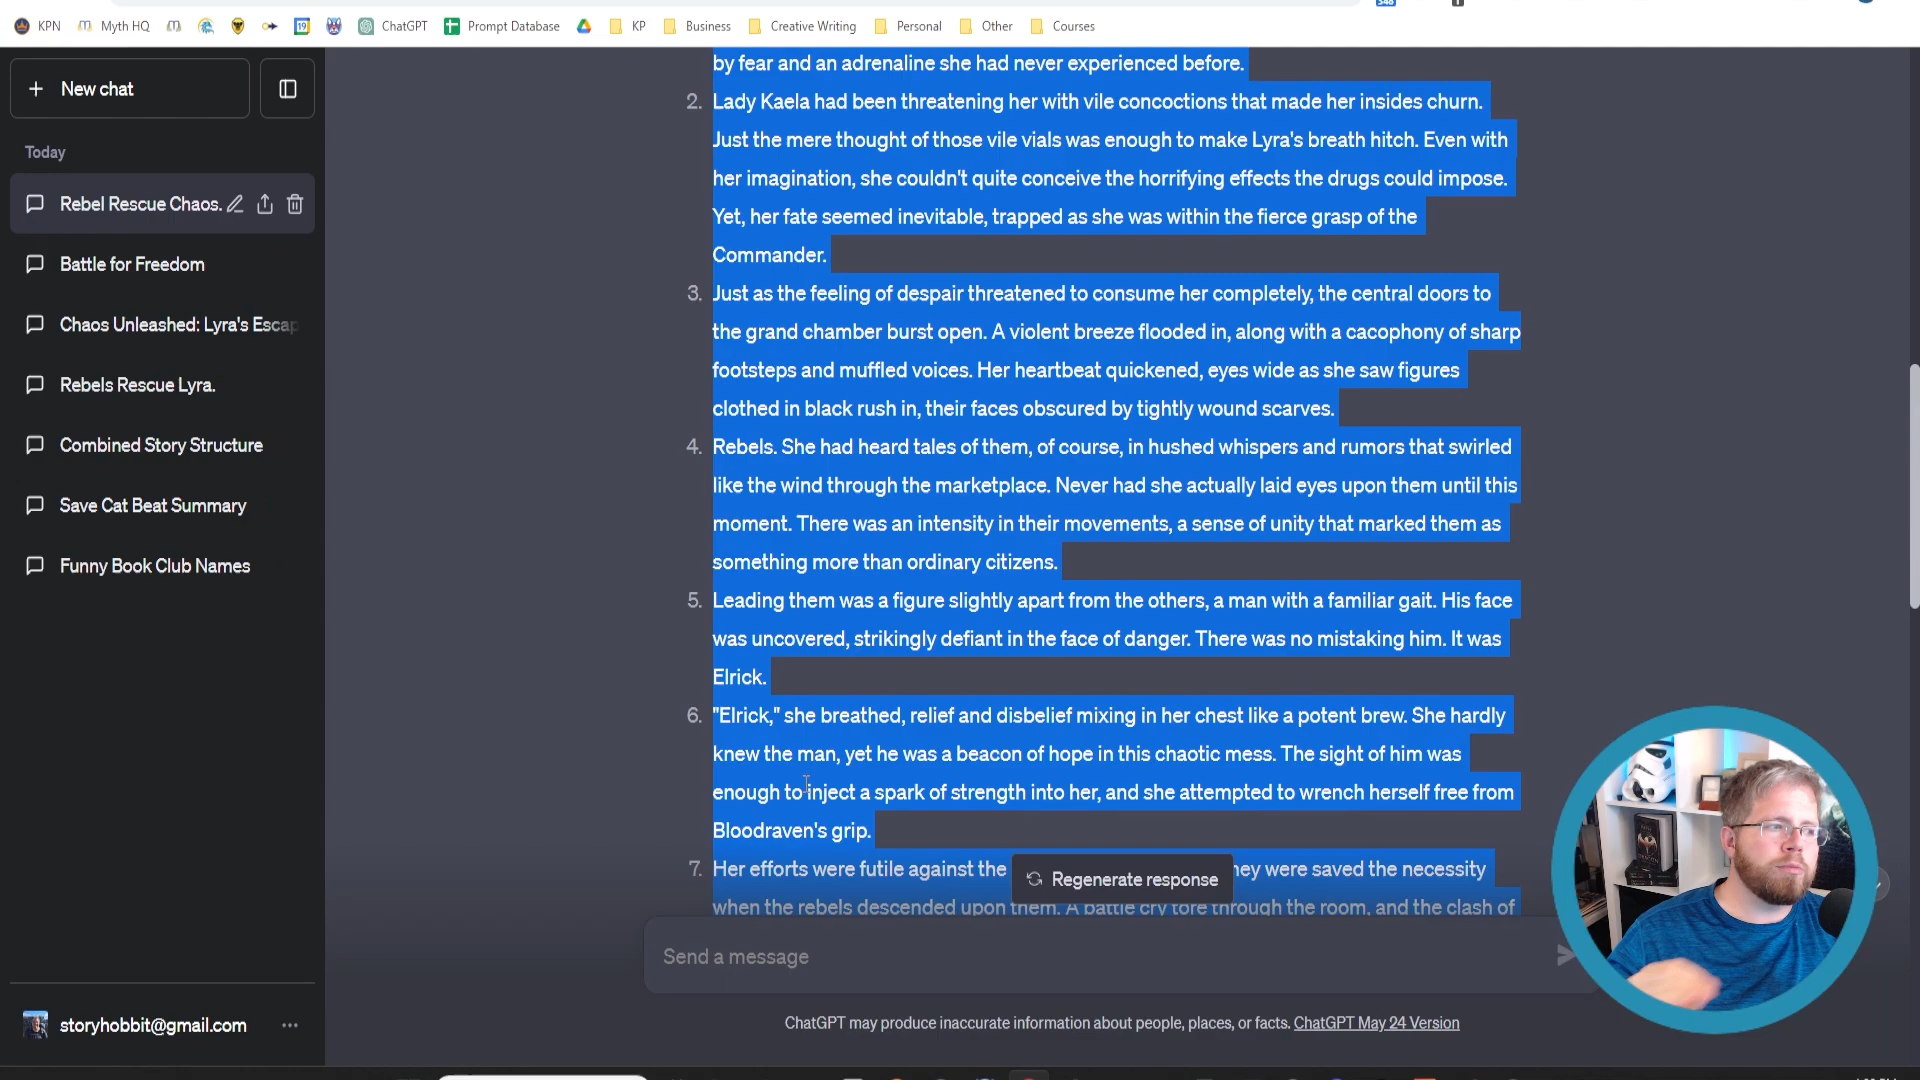 KPN Myth HQ 19 ChatGPT Prompt Database KP Business Creative Writing Personal Other Courses
New chat
Today
Rebel Rescue Chaos.
Battle for Freedom
Chaos Unleashed: Lyra's Escap
Rebels Rescue Lyra.
Combined Story Structure
Save Cat Beat Summary
Funny Book Club Names
storyhobbit@gmail.com
by fear and an adrenaline she had never experienced before.
2. Lady Kaela had been threatening her with vile concoctions that made her insides churn.
Just the mere thought of those vile vials was enough to make Lyra's breath hitch. Even with
her imagination, she couldn't quite conceive the horrifying effects the drugs could impose.
Yet, her fate seemed inevitable, trapped as she was within the fierce grasp of the
Commander.
3. Just as the feeling of despair threatened to consume her completely, the central doors to
the grand chamber burst open. A violent breeze flooded in, along with a cacophony of sharp
footsteps and muffled voices. Her heartbeat quickened, eyes wide as she saw figures
clothed in black rush in, their faces obscured by tightly wound scarves.
4. Rebels. She had heard tales of them, of course, in hushed whispers and rumors that swirled
like the wind through the marketplace. Never had she actually laid eyes upon them until this
moment. There was an intensity in their movements, a sense of unity that marked them as
something more than ordinary citizens.
5. Leading them was a figure slightly apart from the others, a man with a familiar gait. His face
was uncovered, strikingly defiant in the face of danger. There was no mistaking him. It was
Elrick.
6. "Elrick," she breathed, relief and disbelief mixing in her chest like a potent brew. She hardly
knew the man, yet he was a beacon of hope in this chaotic mess. The sight of him was
enough to inject a spark of strength into her, and she attempted to wrench herself free from
Bloodraven's grip.
7. Her efforts were futile against the hey were saved the necessity
when the rebels descended upon them. A battle cry tore through the room, and the clash of
Regenerate response
Send a message
ChatGPT may produce inaccurate information about people, places, or facts. ChatGPT May 24 Version